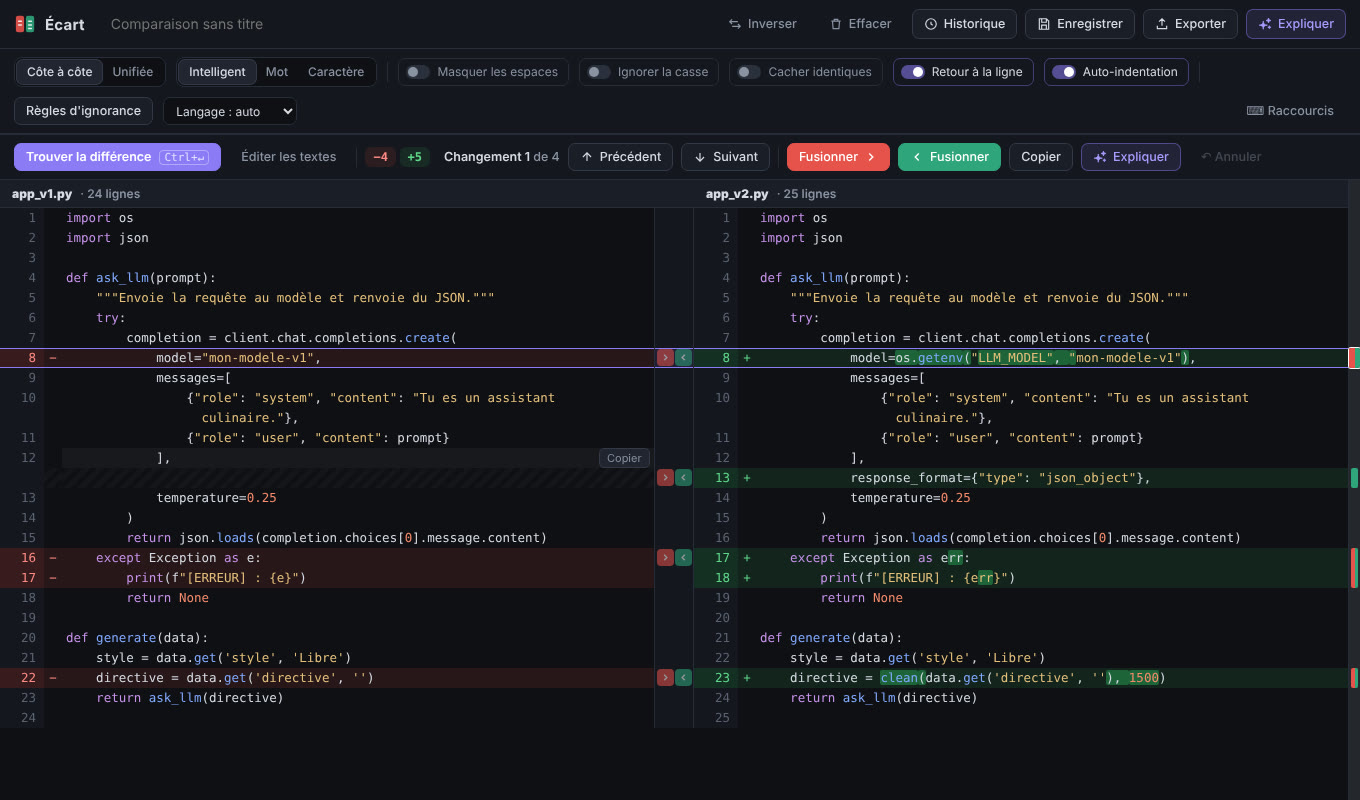 Écart Comparaison sans titre Inverser Effacer Historique Enregistrer Exporter Expliquer
Côte à côte Unifiée Intelligent Mot Caractère Masquer les espaces Ignorer la casse Cacher identiques Retour à la ligne Auto-indentation
Règles d'ignorance Langage : auto ⌨ Raccourcis
Trouver la différence Ctrl+↵ Éditer les textes −4 +5 Changement 1 de 4 ↑ Précédent ↓ Suivant Fusionner › ‹ Fusionner Copier Expliquer ↶ Annuler
app_v1.py · 24 lignes
1 import os
2 import json
3
4 def ask_llm(prompt):
5     """Envoie la requête au modèle et renvoie du JSON."""
6     try:
7         completion = client.chat.completions.create(
8 −             model="mon-modele-v1",
9             messages=[
10                 {"role": "system", "content": "Tu es un assistant
culinaire."},
11                 {"role": "user", "content": prompt}
12             ], Copier
13             temperature=0.25
14         )
15         return json.loads(completion.choices[0].message.content)
16 −     except Exception as e:
17 −         print(f"[ERREUR] : {e}")
18         return None
19
20 def generate(data):
21     style = data.get('style', 'Libre')
22 −     directive = data.get('directive', '')
23     return ask_llm(directive)
24
app_v2.py · 25 lignes
1 import os
2 import json
3
4 def ask_llm(prompt):
5     """Envoie la requête au modèle et renvoie du JSON."""
6     try:
7         completion = client.chat.completions.create(
8 +             model=os.getenv("LLM_MODEL", "mon-modele-v1"),
9             messages=[
10                 {"role": "system", "content": "Tu es un assistant
culinaire."},
11                 {"role": "user", "content": prompt}
12             ],
13 +             response_format={"type": "json_object"},
14             temperature=0.25
15         )
16         return json.loads(completion.choices[0].message.content)
17 +     except Exception as err:
18 +         print(f"[ERREUR] : {err}")
19         return None
20
21 def generate(data):
22     style = data.get('style', 'Libre')
23 +     directive = clean(data.get('directive', ''), 1500)
24     return ask_llm(directive)
25